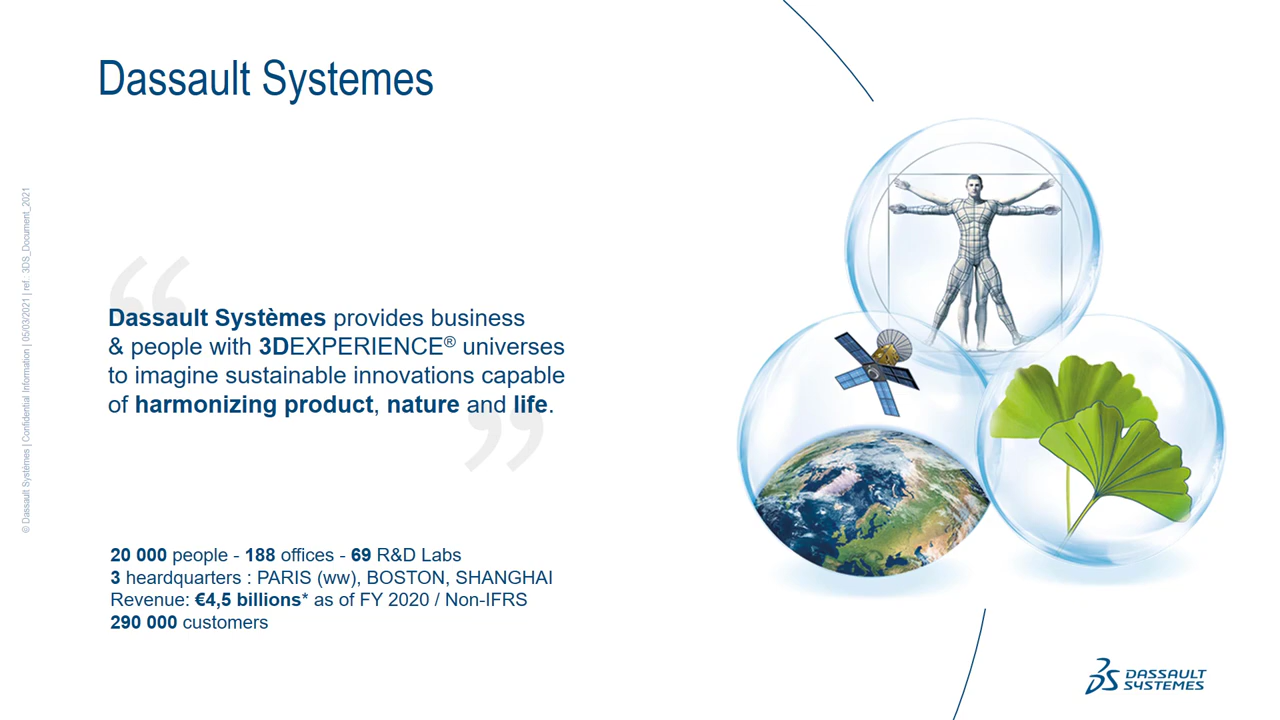 Dassault Systemes
© Dassault Systèmes | Confidential Information | 05/03/2021 | ref.: 3DS_Document_2021
“
Dassault Systèmes provides business
& people with 3DEXPERIENCE® universes
to imagine sustainable innovations capable
of harmonizing product, nature and life.
”
20 000 people - 188 offices - 69 R&D Labs
3 headquarters : PARIS (ww), BOSTON, SHANGHAI
Revenue: €4,5 billions* as of FY 2020 / Non-IFRS
290 000 customers
3DS DASSAULT
SYSTEMES